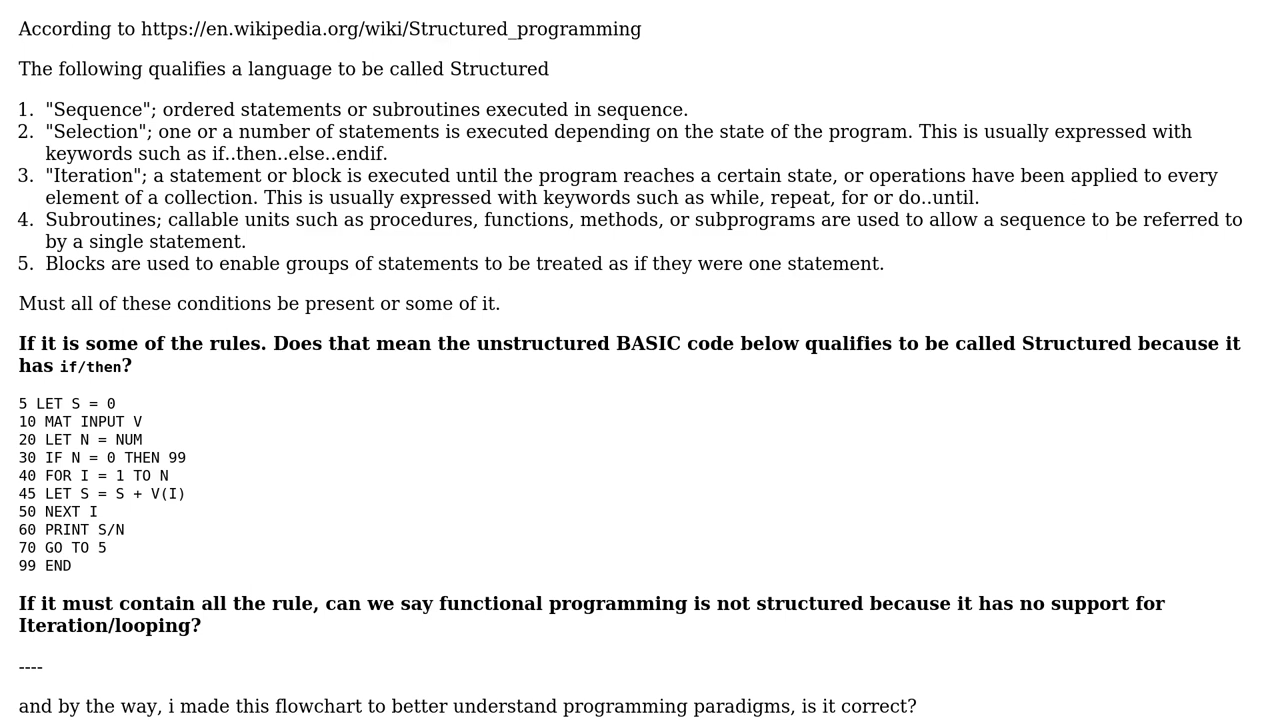 According to https://en.wikipedia.org/wiki/Structured_programming
The following qualifies a language to be called Structured
1. "Sequence"; ordered statements or subroutines executed in sequence.
2. "Selection"; one or a number of statements is executed depending on the state of the program. This is usually expressed with
keywords such as if..then..else..endif.
3. "Iteration"; a statement or block is executed until the program reaches a certain state, or operations have been applied to every
element of a collection. This is usually expressed with keywords such as while, repeat, for or do..until.
4. Subroutines; callable units such as procedures, functions, methods, or subprograms are used to allow a sequence to be referred to
by a single statement.
5. Blocks are used to enable groups of statements to be treated as if they were one statement.
Must all of these conditions be present or some of it.
If it is some of the rules. Does that mean the unstructured BASIC code below qualifies to be called Structured because it
has if/then?
5 LET S = 0
10 MAT INPUT V
20 LET N = NUM
30 IF N = 0 THEN 99
40 FOR I = 1 TO N
45 LET S = S + V(I)
50 NEXT I
60 PRINT S/N
70 GO TO 5
99 END
If it must contain all the rule, can we say functional programming is not structured because it has no support for
Iteration/looping?
----
and by the way, i made this flowchart to better understand programming paradigms, is it correct?